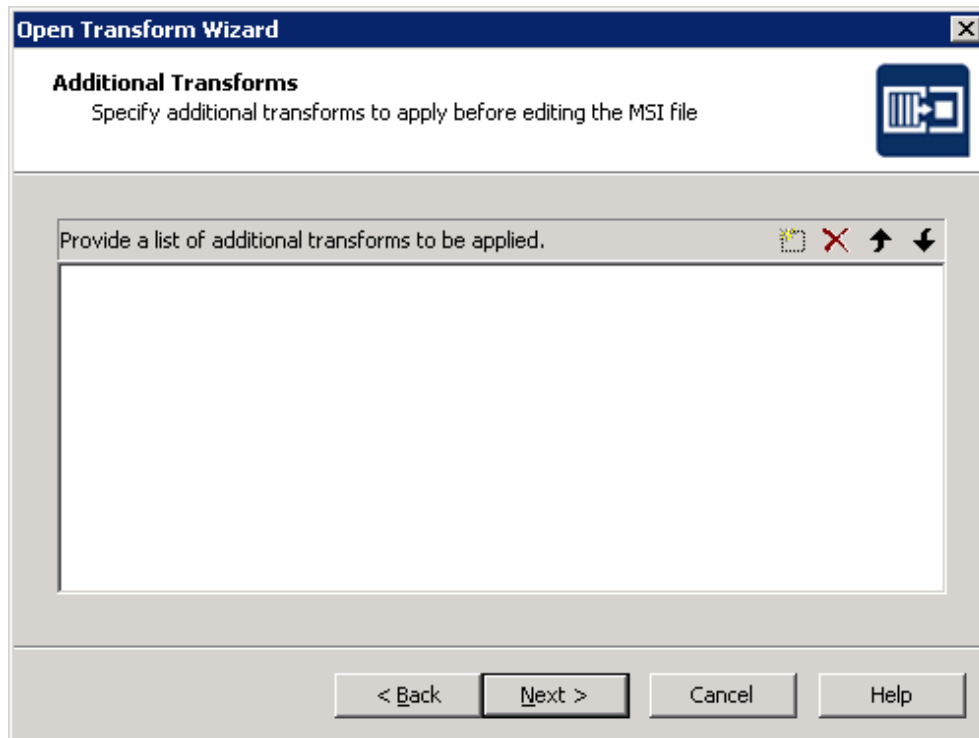 Open Transform Wizard
Additional Transforms
Specify additional transforms to apply before editing the MSI file
Provide a list of additional transforms to be applied.
< Back
Next >
Cancel
Help